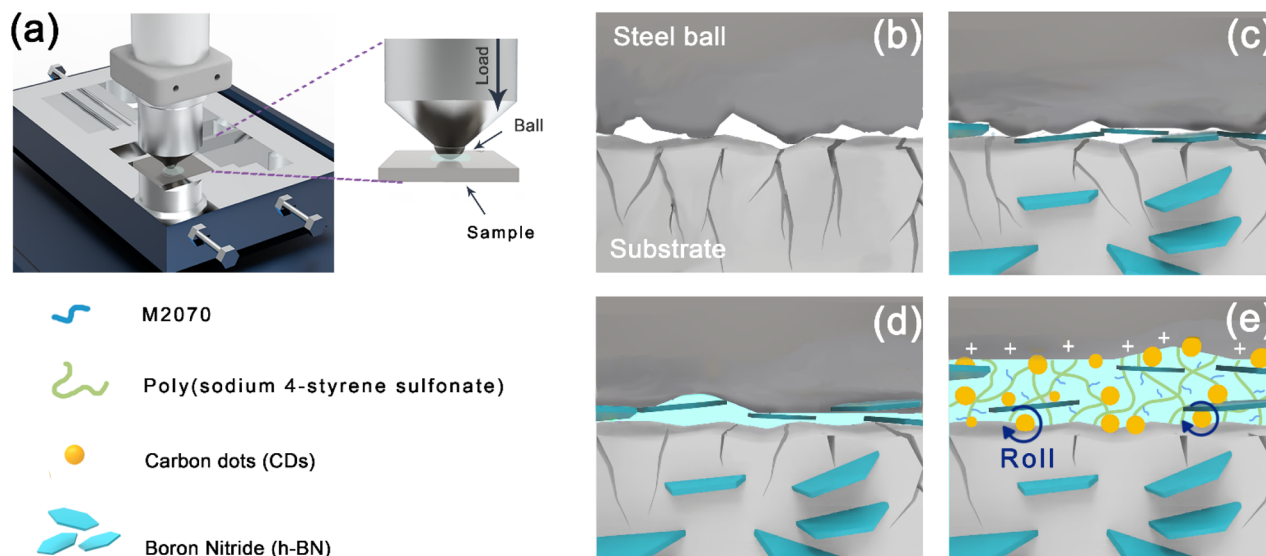 (a)
Load
Ball
Sample
Steel ball
(b)
Substrate
(c)
M2070
Poly(sodium 4-styrene sulfonate)
Carbon dots (CDs)
Boron Nitride (h-BN)
(d)
(e)
+ + + + + +
Roll